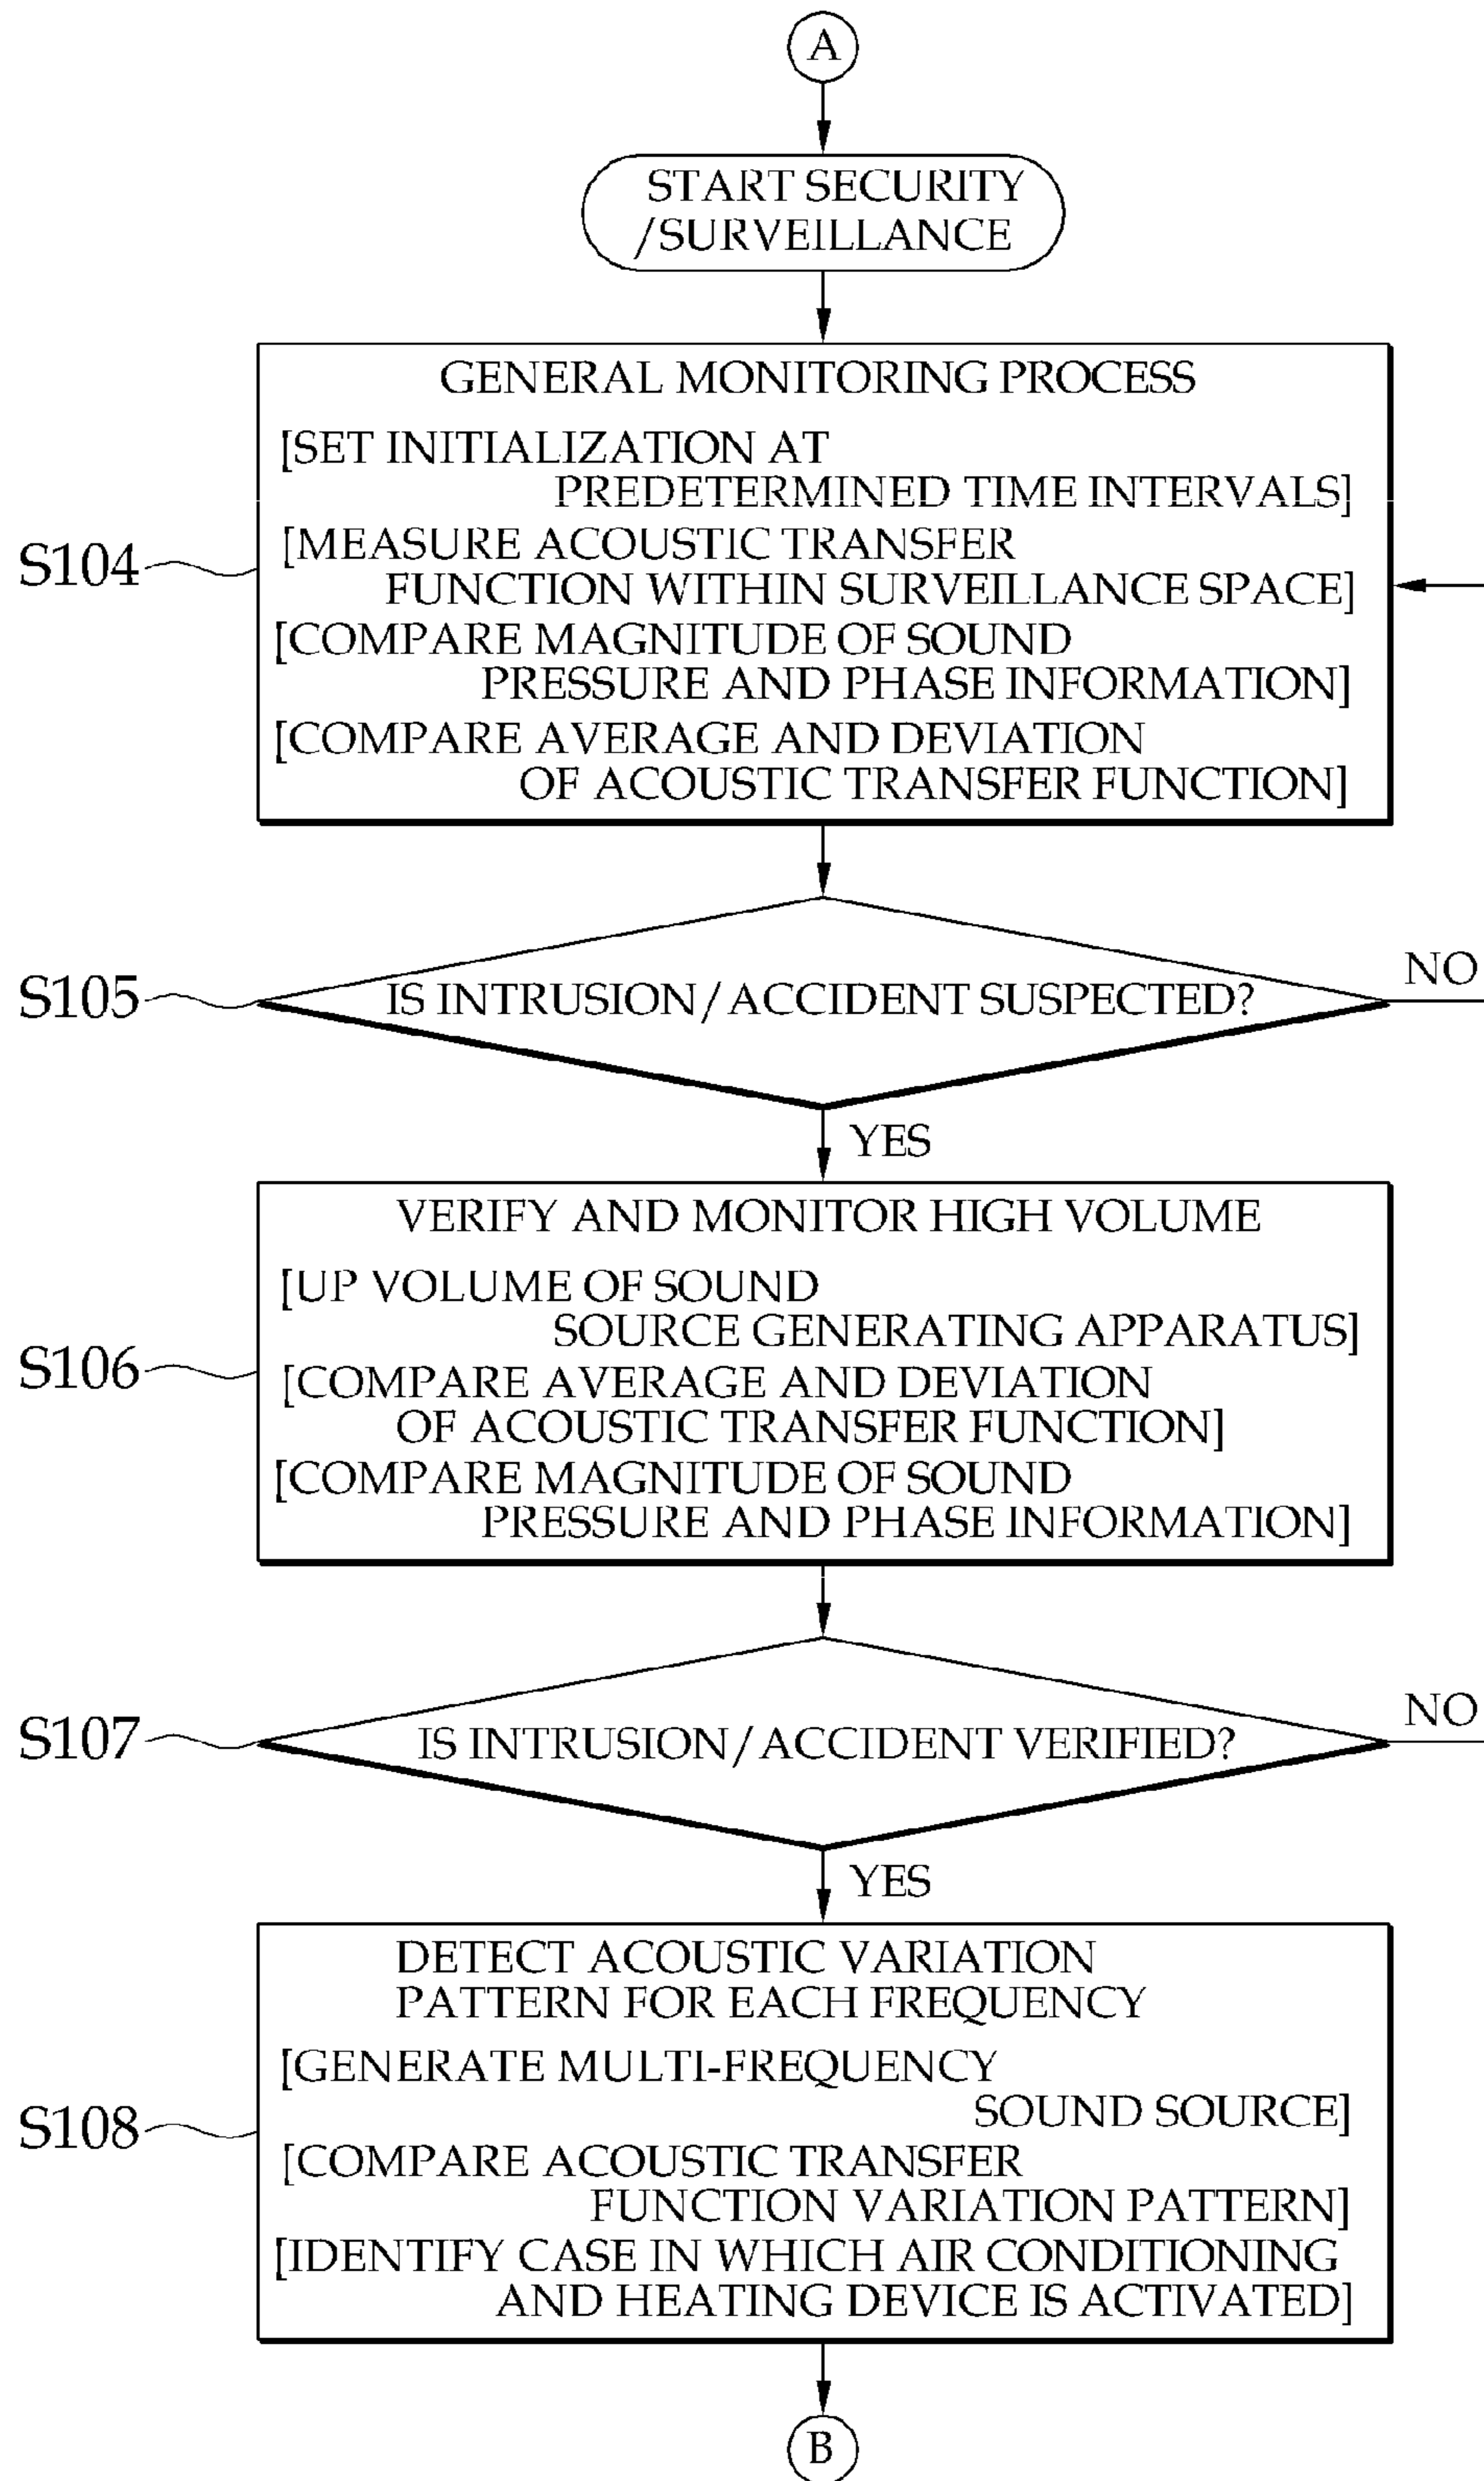 A
START SECURITY
/SURVEILLANCE
GENERAL MONITORING PROCESS
[SET INITIALIZATION AT
PREDETERMINED TIME INTERVALS]
[MEASURE ACOUSTIC TRANSFER
FUNCTION WITHIN SURVEILLANCE SPACE]
[COMPARE MAGNITUDE OF SOUND
PRESSURE AND PHASE INFORMATION]
[COMPARE AVERAGE AND DEVIATION
OF ACOUSTIC TRANSFER FUNCTION]
S104
S105
IS INTRUSION/ACCIDENT SUSPECTED?
NO
YES
VERIFY AND MONITOR HIGH VOLUME
[UP VOLUME OF SOUND
SOURCE GENERATING APPARATUS]
[COMPARE AVERAGE AND DEVIATION
OF ACOUSTIC TRANSFER FUNCTION]
[COMPARE MAGNITUDE OF SOUND
PRESSURE AND PHASE INFORMATION]
S106
S107
IS INTRUSION/ACCIDENT VERIFIED?
NO
YES
DETECT ACOUSTIC VARIATION
PATTERN FOR EACH FREQUENCY
[GENERATE MULTI-FREQUENCY
SOUND SOURCE]
[COMPARE ACOUSTIC TRANSFER
FUNCTION VARIATION PATTERN]
[IDENTIFY CASE IN WHICH AIR CONDITIONING
AND HEATING DEVICE IS ACTIVATED]
S108
B